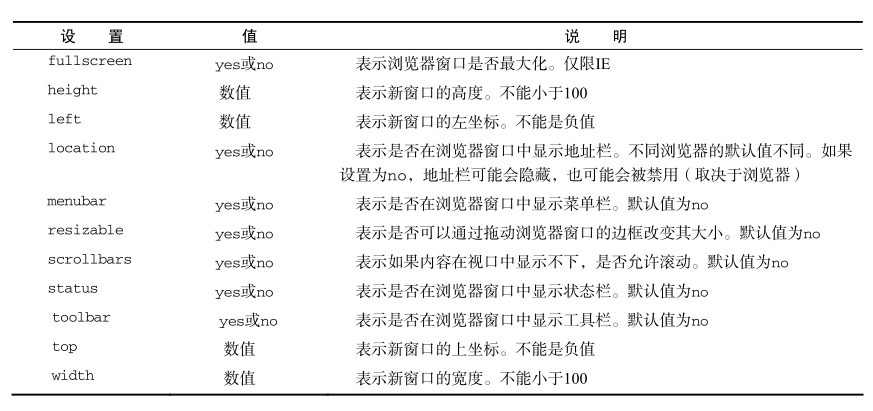 设 置 值 说 明
fullscreen yes或no 表示浏览器窗口是否最大化。仅限IE
height 数值 表示新窗口的高度。不能小于100
left 数值 表示新窗口的左坐标。不能是负值
location yes或no 表示是否在浏览器窗口中显示地址栏。不同浏览器的默认值不同。如果
设置为no，地址栏可能会隐藏，也可能会被禁用（取决于浏览器）
menubar yes或no 表示是否在浏览器窗口中显示菜单栏。默认值为no
resizable yes或no 表示是否可以通过拖动浏览器窗口的边框改变其大小。默认值为no
scrollbars yes或no 表示如果内容在视口中显示不下，是否允许滚动。默认值为no
status yes或no 表示是否在浏览器窗口中显示状态栏。默认值为no
toolbar yes或no 表示是否在浏览器窗口中显示工具栏。默认值为no
top 数值 表示新窗口的上坐标。不能是负值
width 数值 表示新窗口的宽度。不能小于100